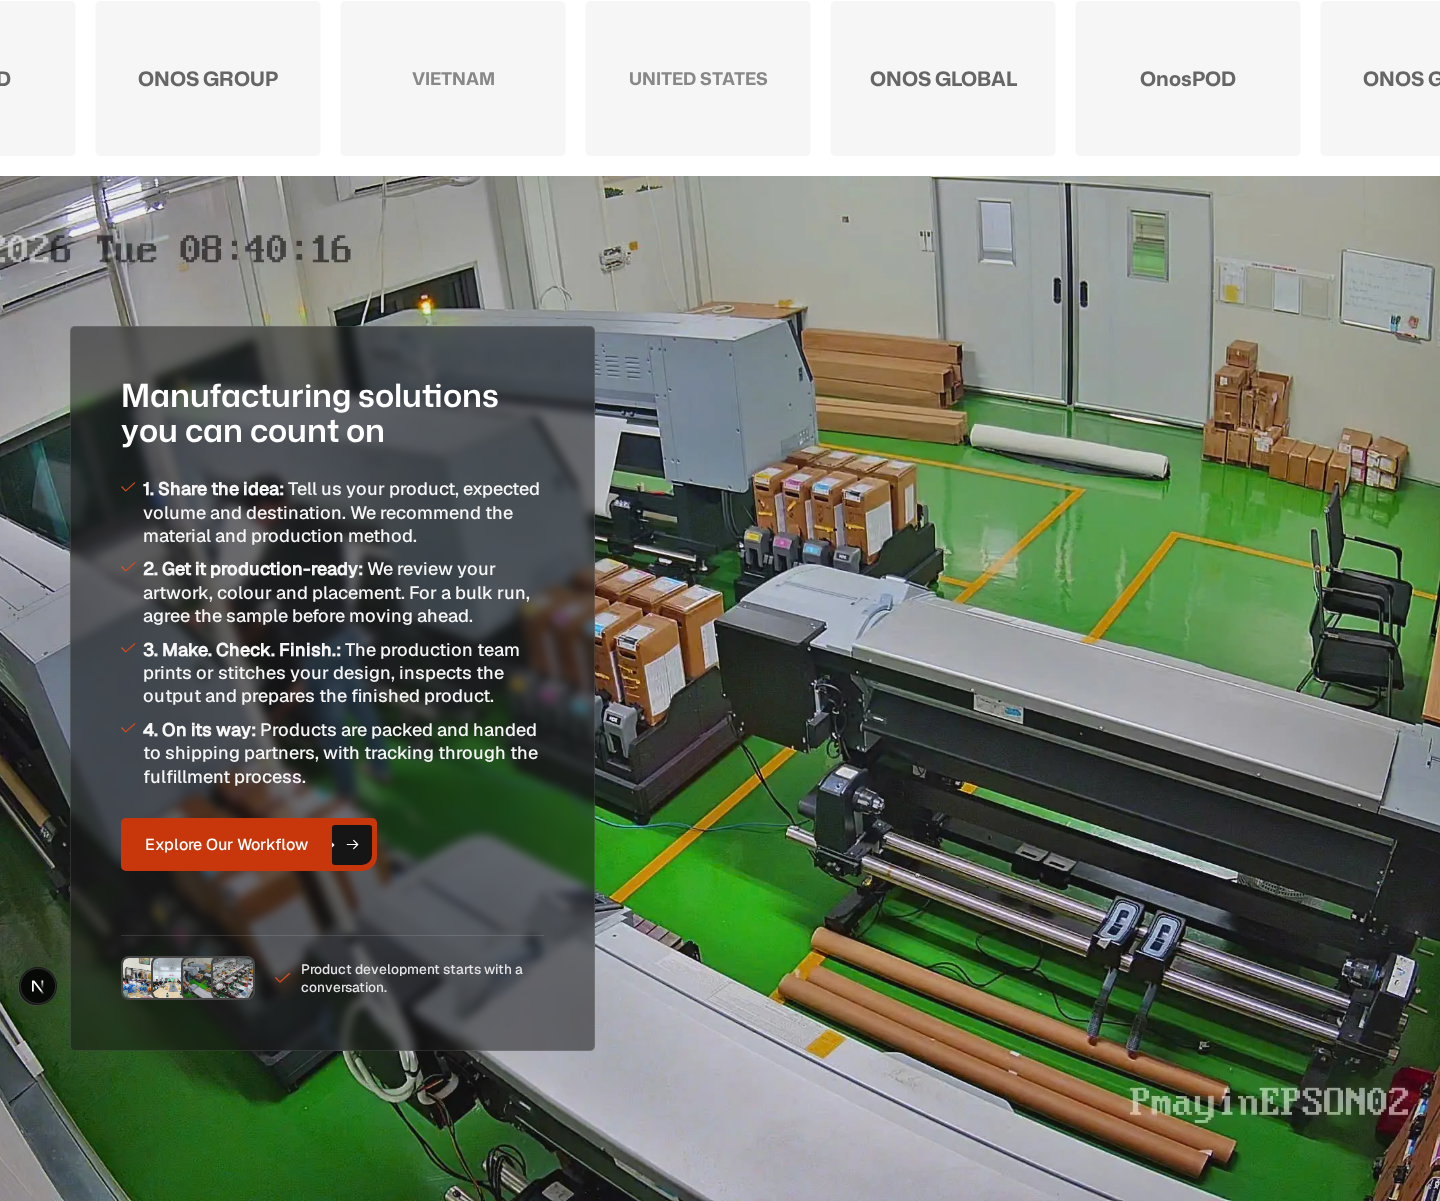 D
ONOS GROUP
VIETNAM
UNITED STATES
ONOS GLOBAL
OnosPOD
ONOS G
2026 Tue 08:40:16
Manufacturing solutions
you can count on
1. Share the idea: Tell us your product, expected
volume and destination. We recommend the
material and production method.
2. Get it production-ready: We review your
artwork, colour and placement. For a bulk run,
agree the sample before moving ahead.
3. Make. Check. Finish.: The production team
prints or stitches your design, inspects the
output and prepares the finished product.
4. On its way: Products are packed and handed
to shipping partners, with tracking through the
fulfillment process.
Explore Our Workflow
Product development starts with a
conversation.
N
PmayinEPSON02